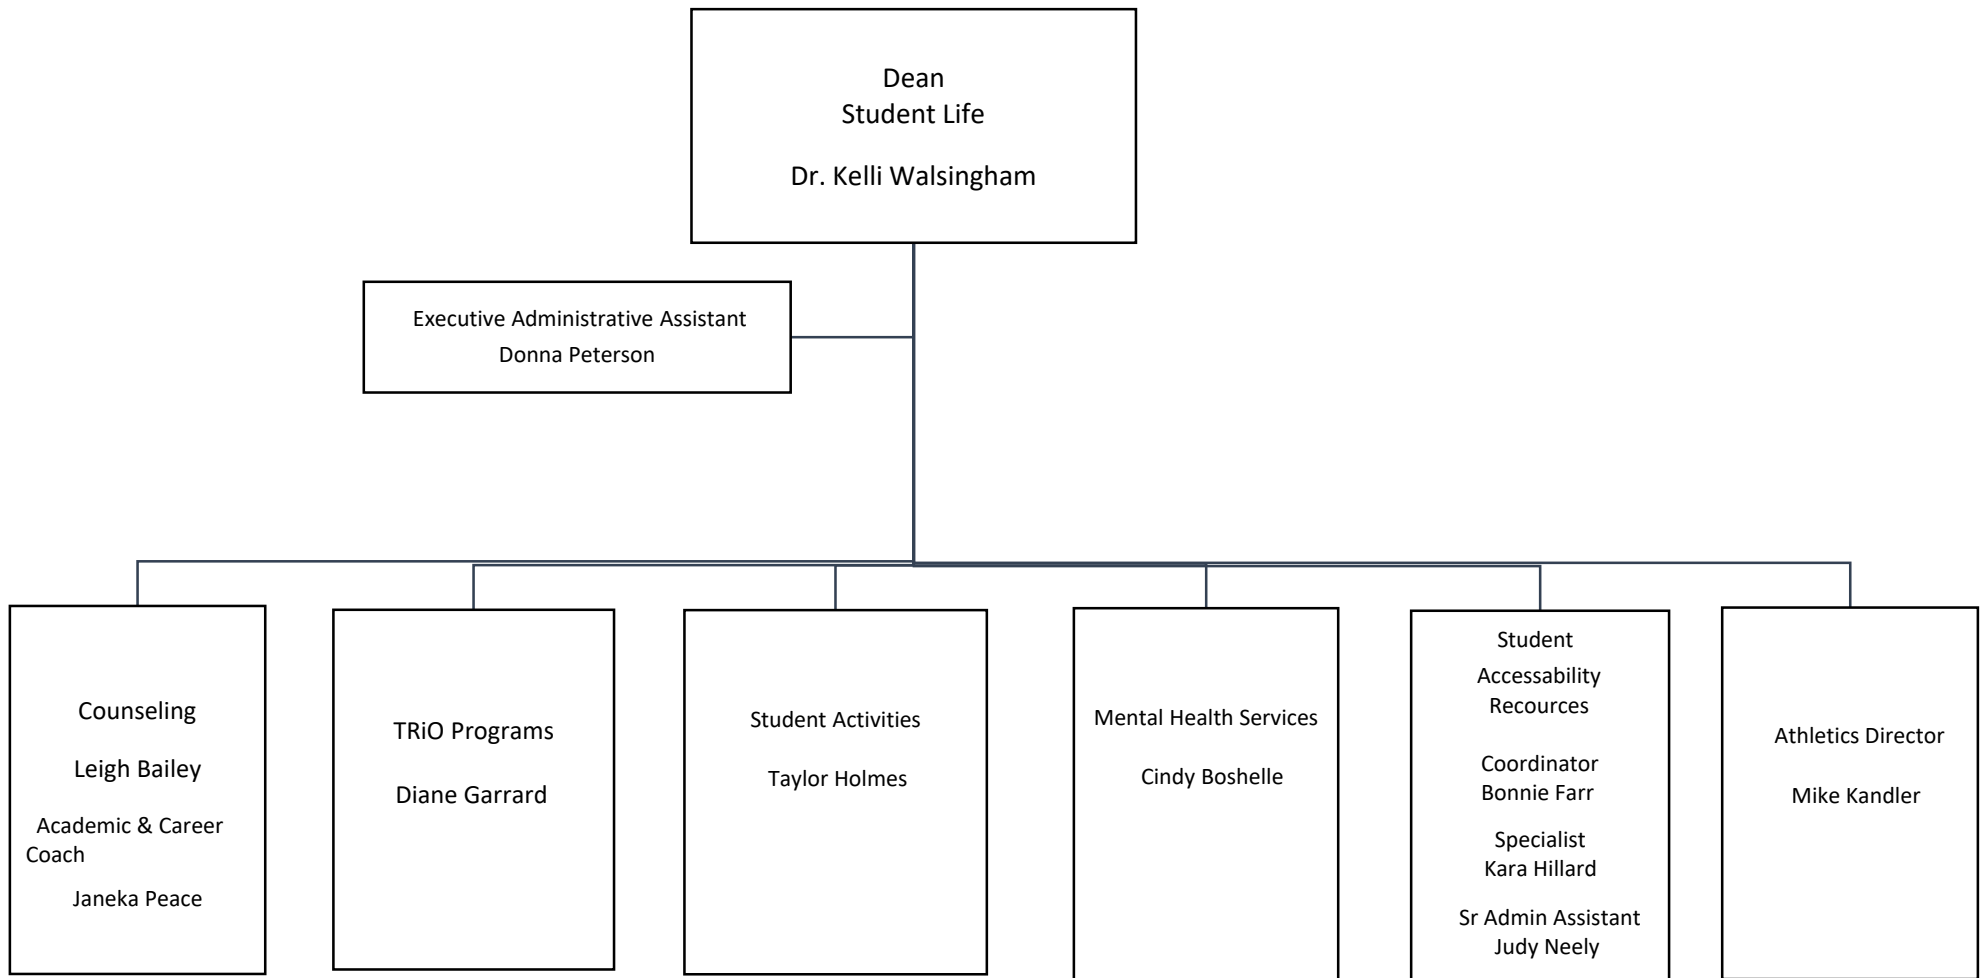 Dean
Student Life
Dr. Kelli Walsingham
Executive Administrative Assistant
Donna Peterson
Counseling
Leigh Bailey
Academic & Career
Coach
Janeka Peace
TRiO Programs
Diane Garrard
Student Activities
Taylor Holmes
Mental Health Services
Cindy Boshelle
Student
Accessability
Recources
Coordinator
Bonnie Farr
Specialist
Kara Hillard
Sr Admin Assistant
Judy Neely
Athletics Director
Mike Kandler